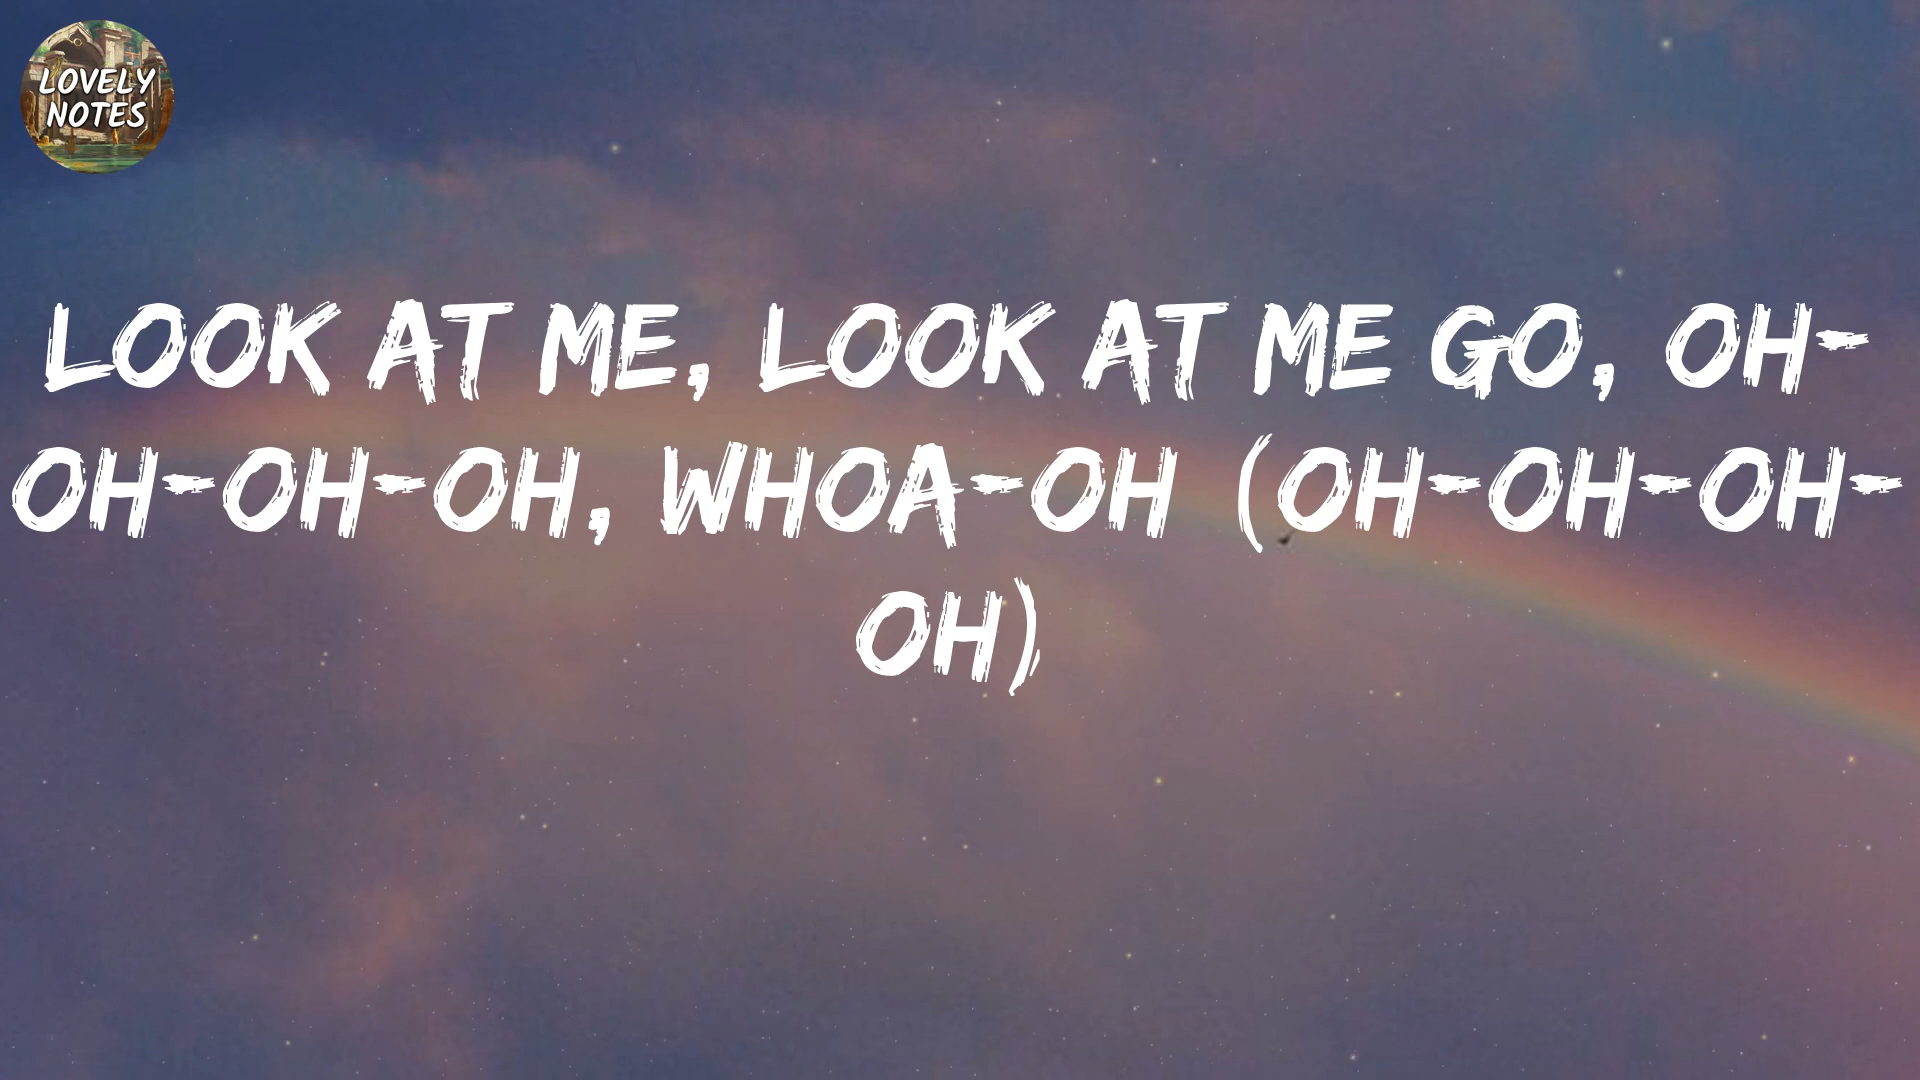 LOVELY
NOTES
LOOK AT ME, LOOK AT ME GO, OH-
OH-OH-OH, WHOA-OH (OH-OH-OH-
OH)